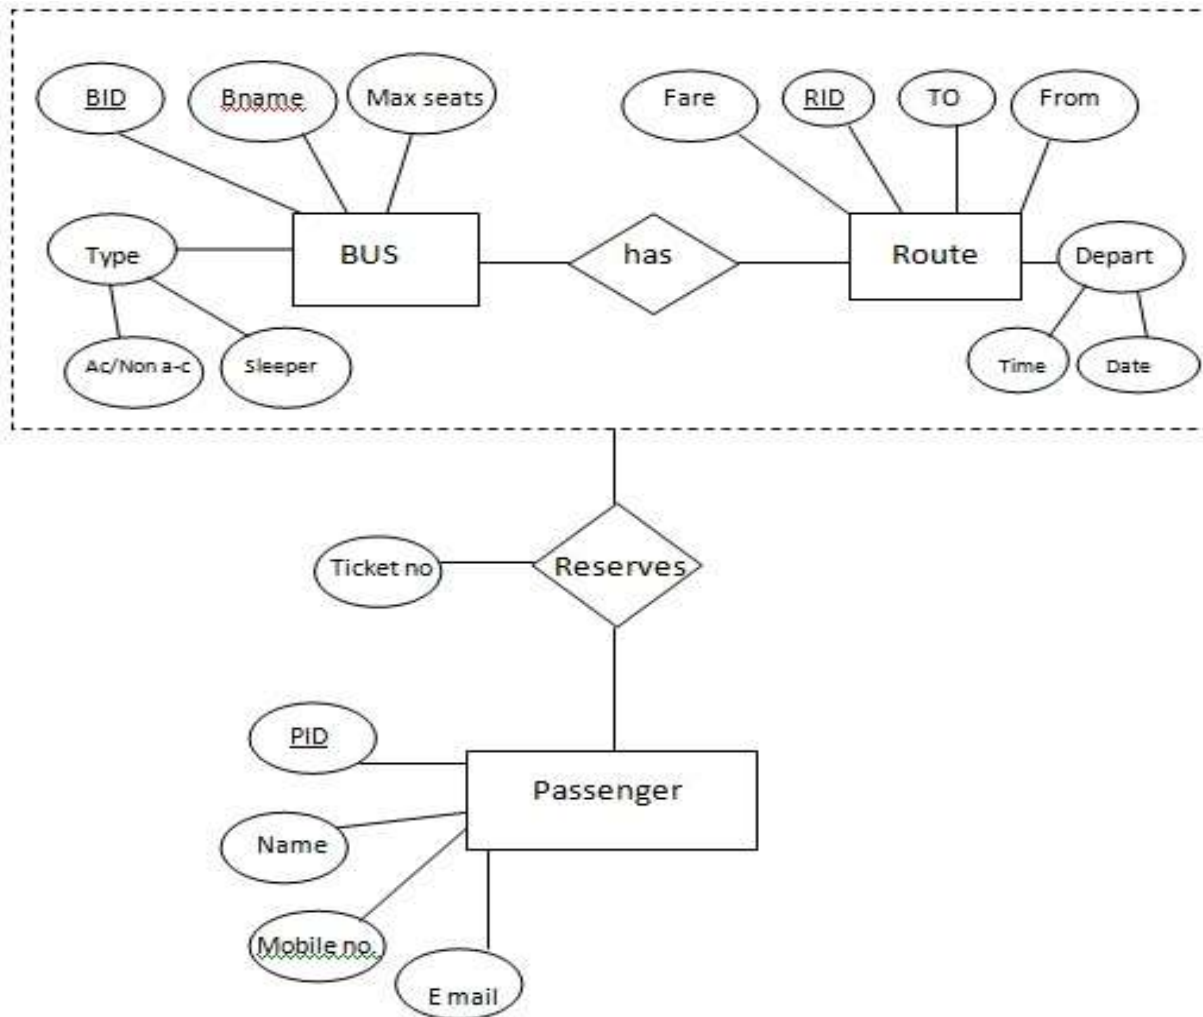 BID
Bname
Max seats
Fare
RID
TO
From
Type
BUS
has
Route
Depart
Ac/Non a-c
Sleeper
Time
Date
Ticket no
Reserves
PID
Passenger
Name
Mobile no.
E mail